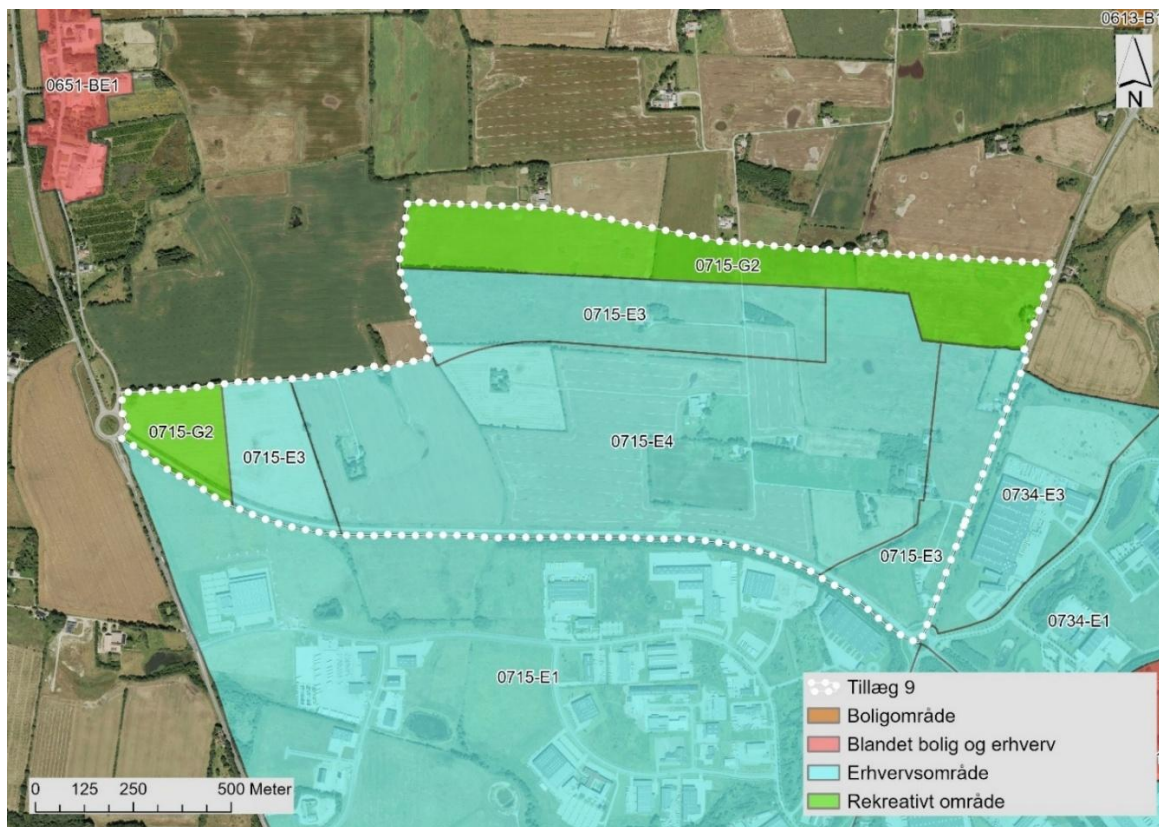 0613-B1
0651-BE1
N
0715-G2
0715-E3
0715-G2
0715-E3
0715-E4
0734-E3
0715-E3
0734-E1
0715-E1
Tillæg 9
Boligområde
Blandet bolig og erhverv
Erhvervsområde
Rekreativt område
0 125 250 500 Meter